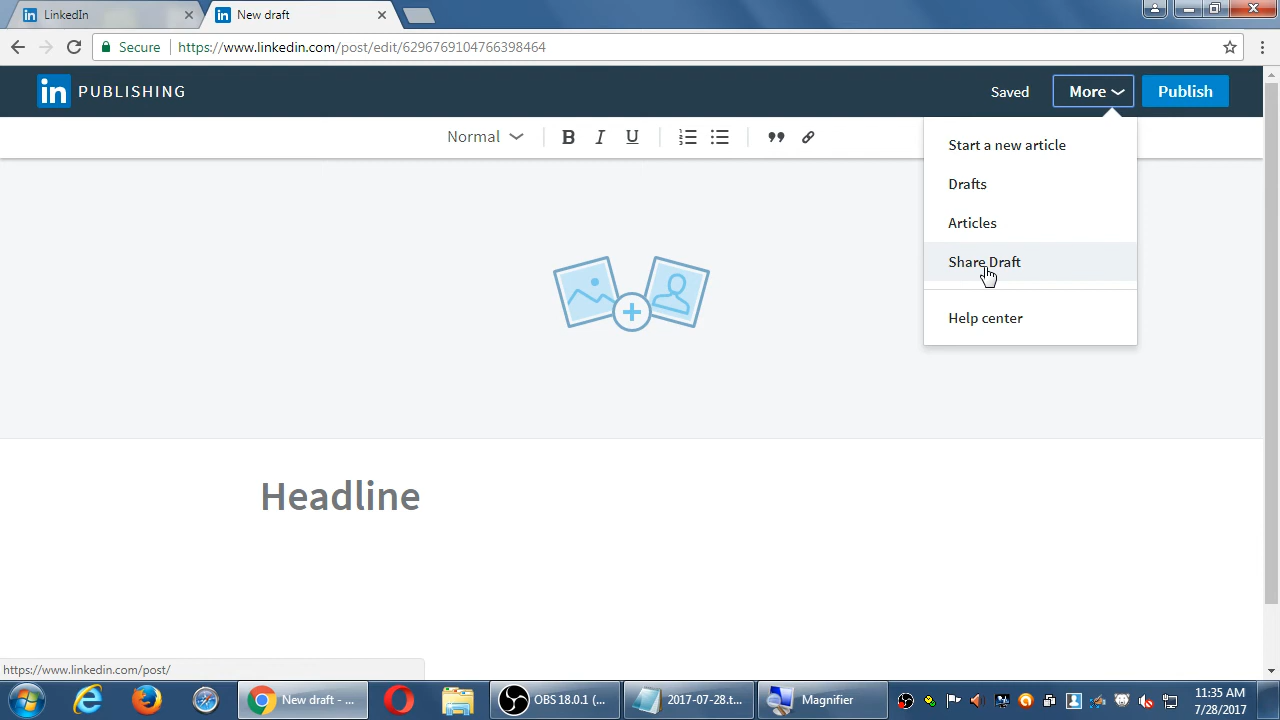 LinkedIn
New draft
Secure
https://www.linkedin.com/post/edit/6296769104766398464
in PUBLISHING
Saved
More
Publish
Normal
B I U
Start a new article
Drafts
Articles
Share Draft
Help center
Headline
https://www.linkedin.com/post/
New draft - ...
OBS 18.0.1 (...
2017-07-28.t...
Magnifier
11:35 AM
7/28/2017